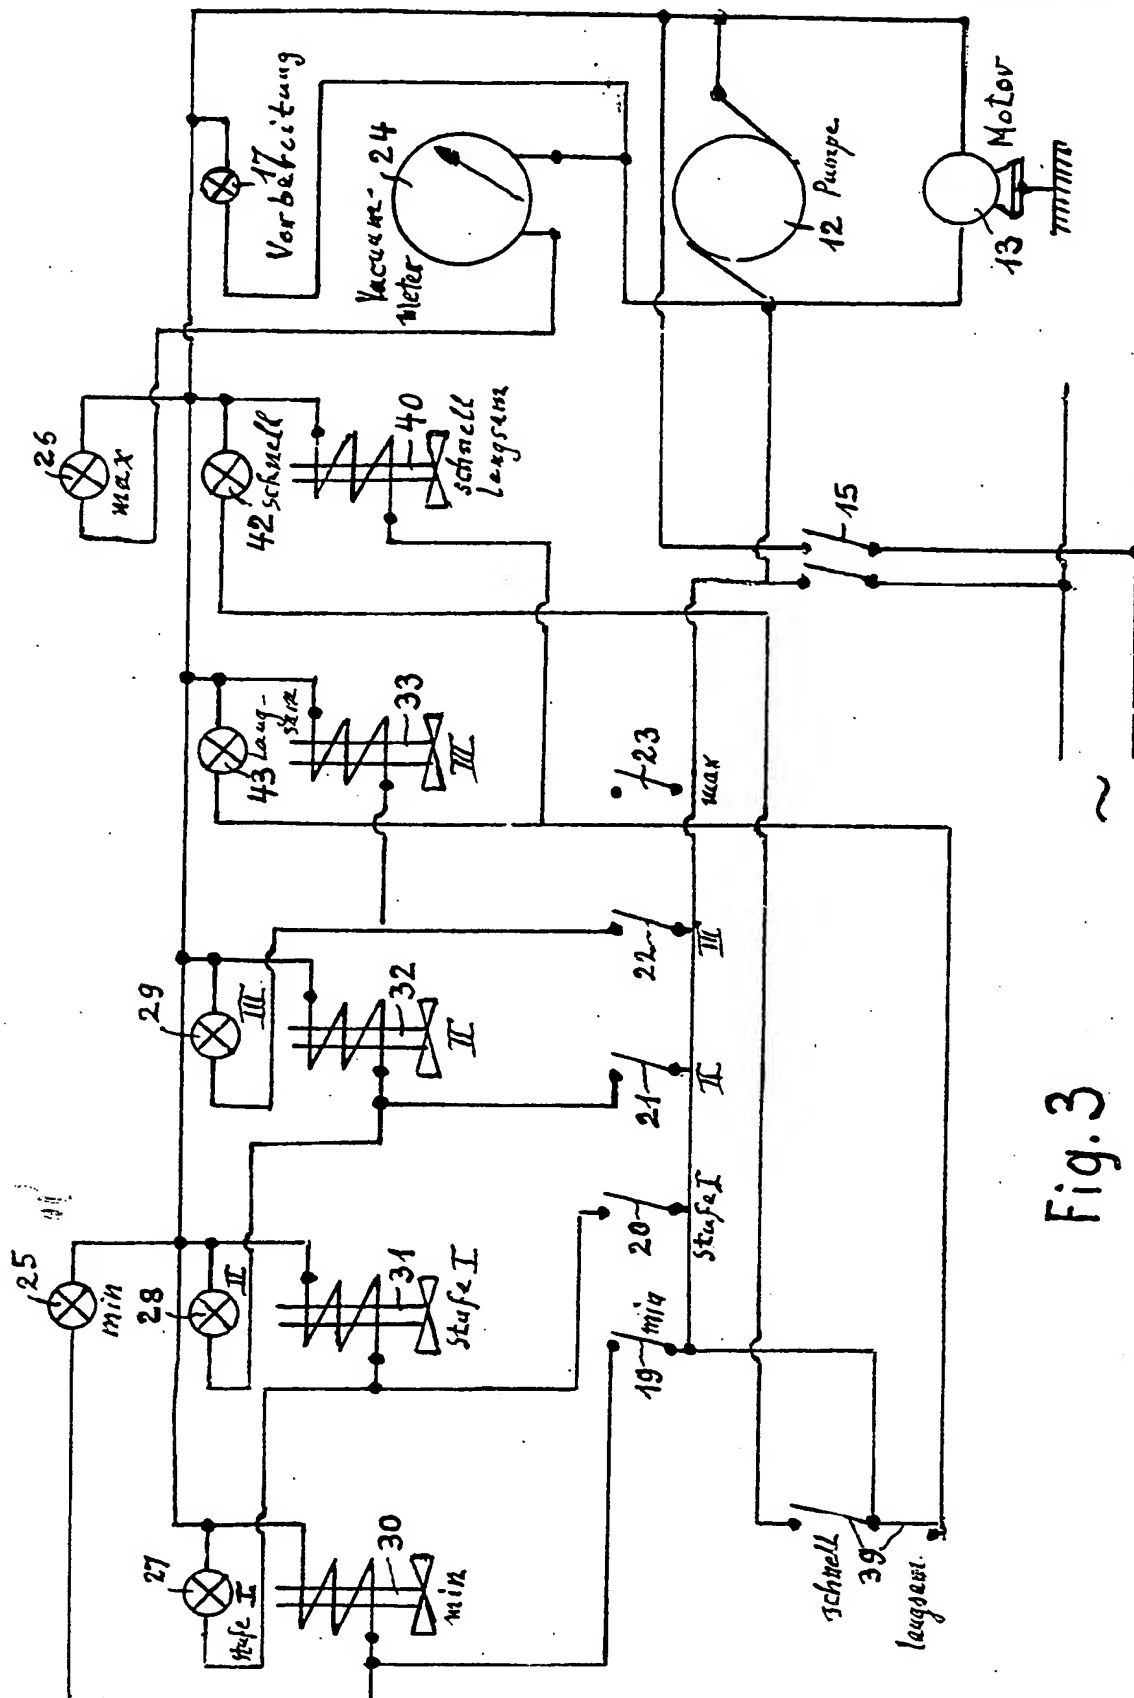 25
min
27
Stufe I
28
II
29
III
43
Lang-
sam
26
max
42 schnell
17
Vorbereitung
30
min
31
Stufe I
32
II
33
III
40
schnell
langsam
Vacuum- 24
Meter
19 min
20
Stufe I
21
II
22
III
23
max
12 Pumpe
13 Motor
15
schnell
39
langsam.
~
Fig. 3